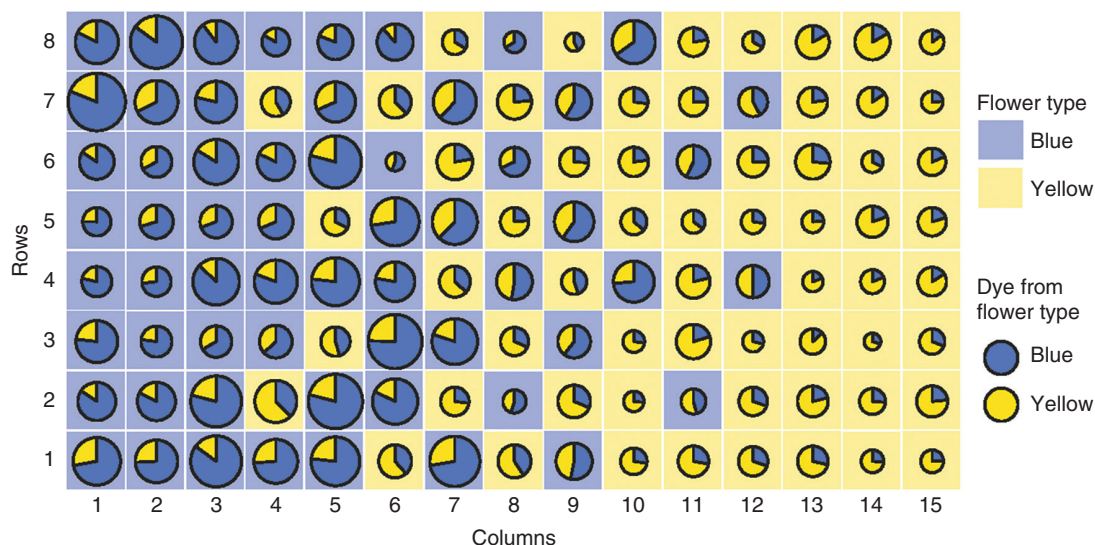 8
7
6
5
4
3
2
1
Rows
1 2 3 4 5 6 7 8 9 10 11 12 13 14 15
Columns
Flower type
Blue
Yellow
Dye from
flower type
Blue
Yellow